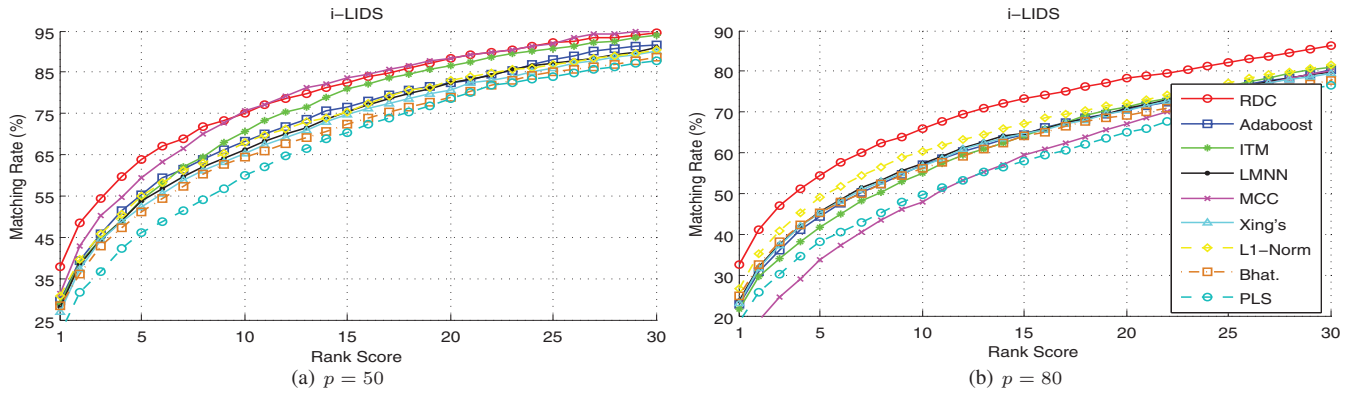 i−LIDS
Matching Rate (%)
95
85
75
65
55
45
35
25
1 5 10 15 20 25 30
Rank Score
(a) p = 50
i−LIDS
Matching Rate (%)
90
80
70
60
50
40
30
20
1 5 10 15 20 25 30
Rank Score
RDC
Adaboost
ITM
LMNN
MCC
Xing's
L1−Norm
Bhat.
PLS
(b) p = 80